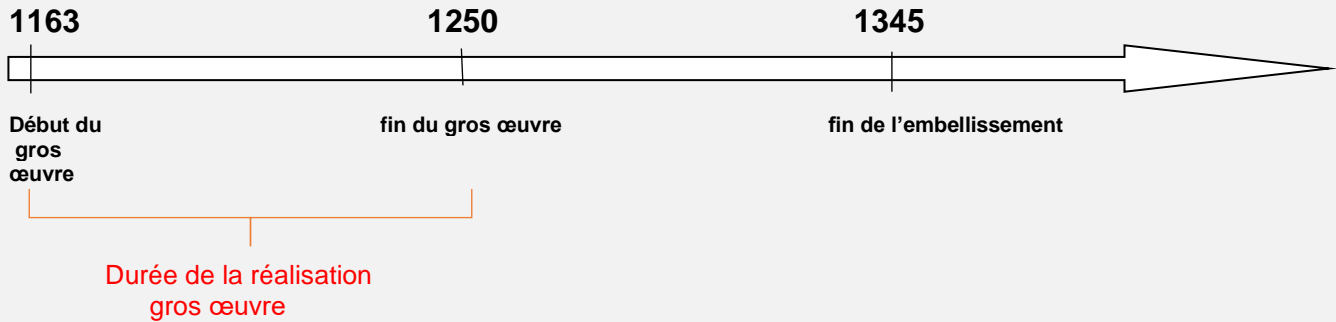 1163 1250 1345
Début du
gros
œuvre
fin du gros œuvre
fin de l’embellissement
Durée de la réalisation
gros œuvre